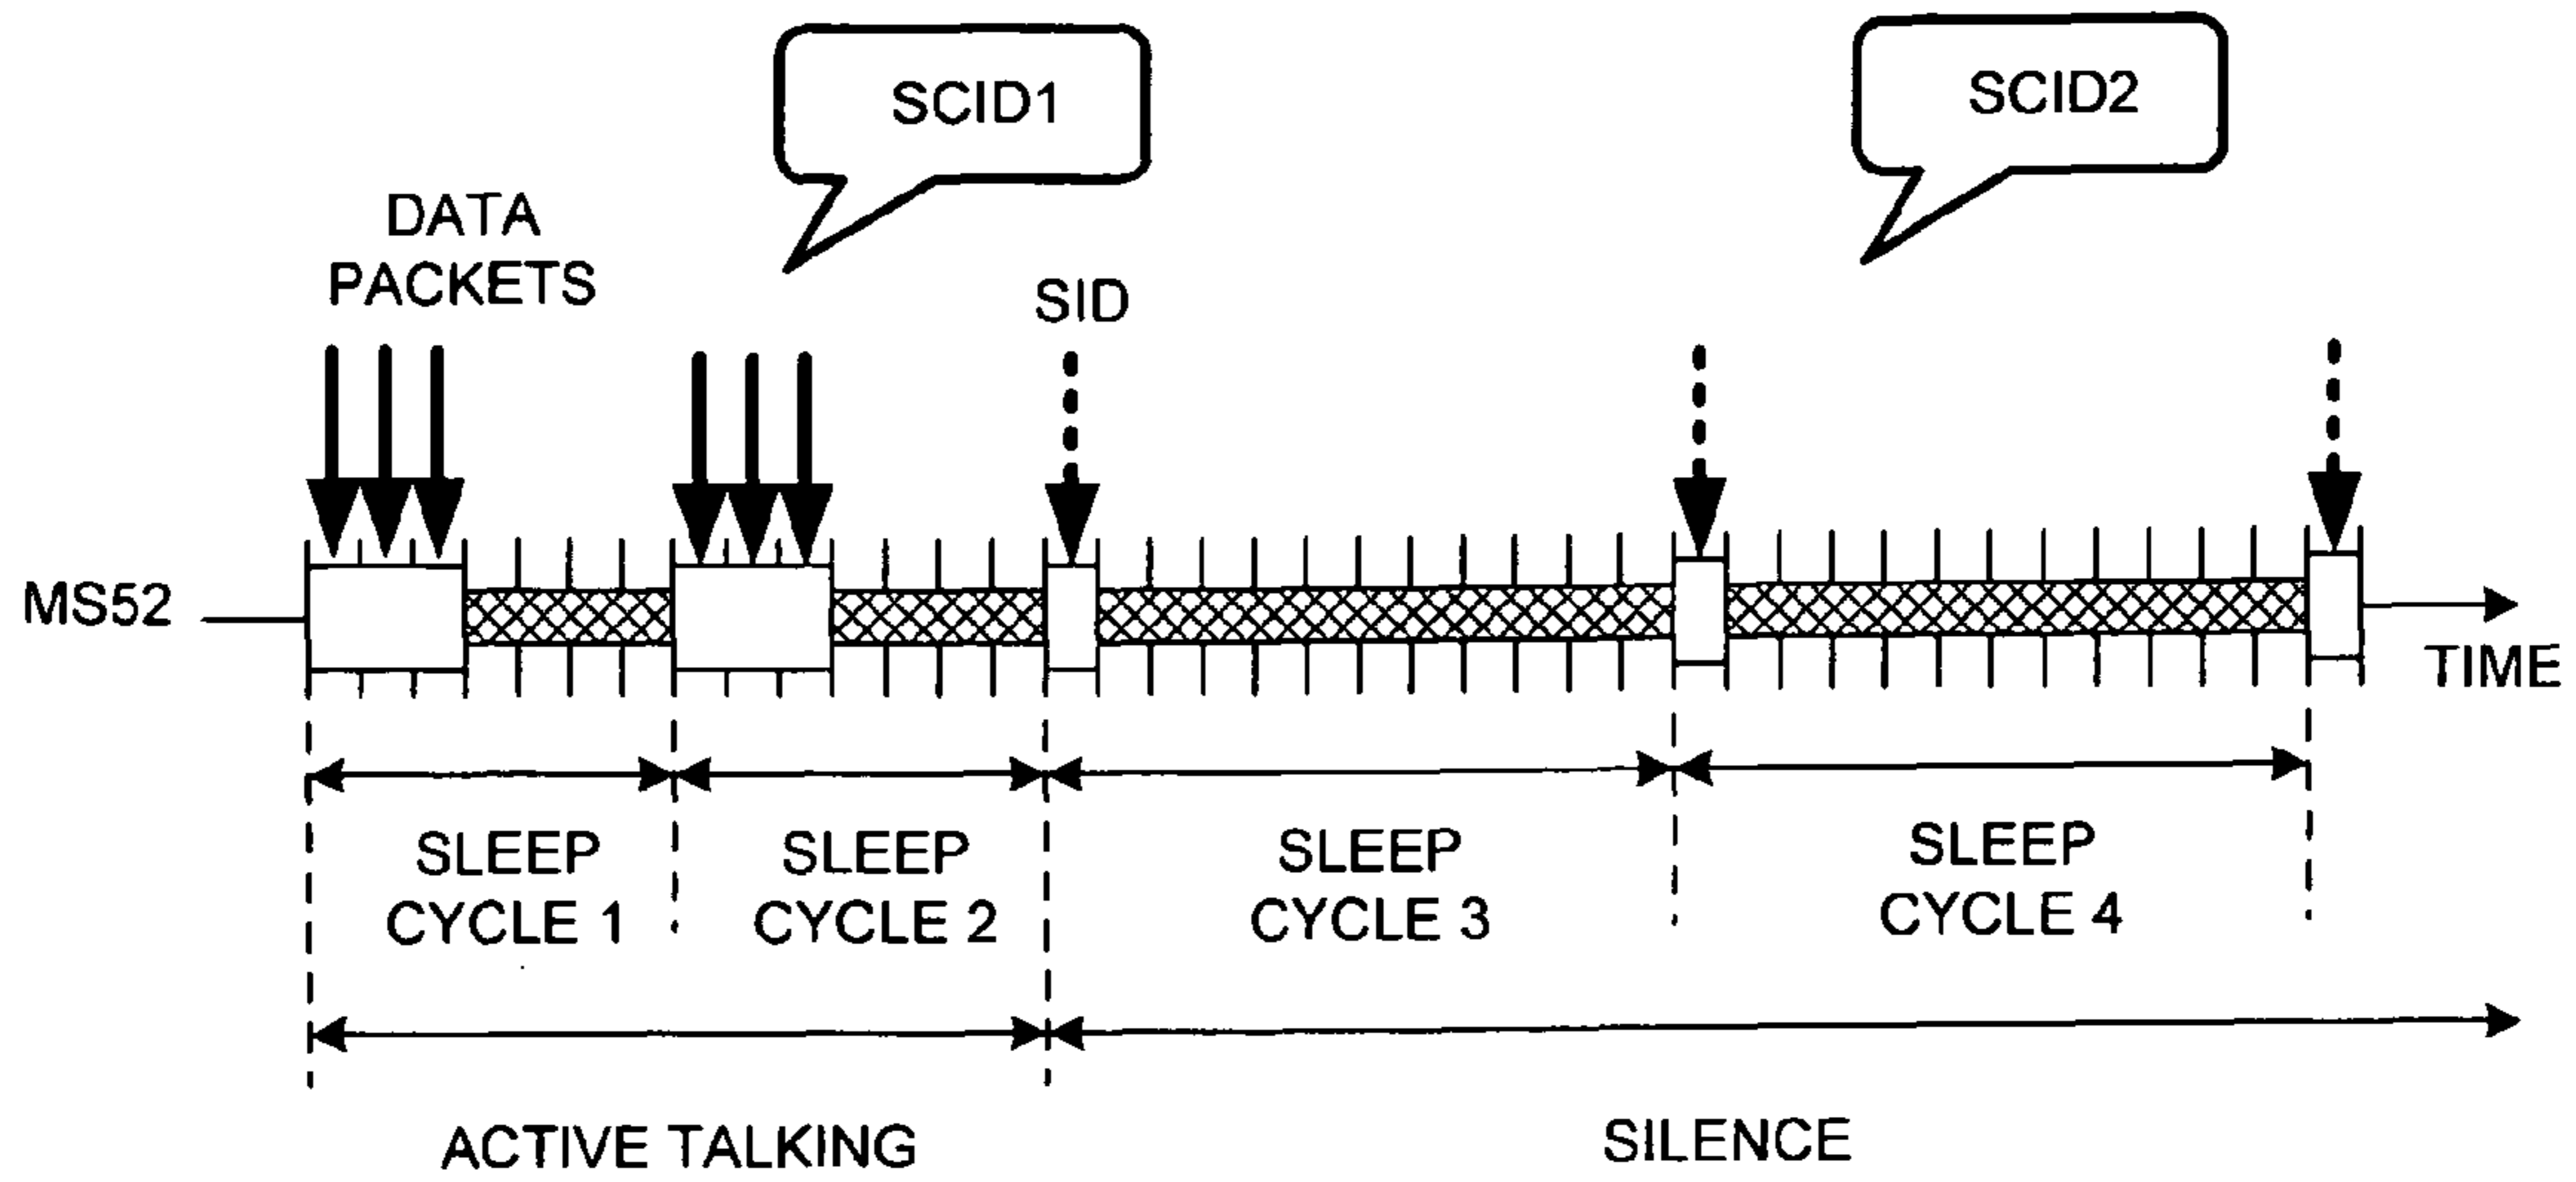 SCID1
SCID2
DATA
PACKETS
SID
MS52
TIME
SLEEP
CYCLE 1
SLEEP
CYCLE 2
SLEEP
CYCLE 3
SLEEP
CYCLE 4
ACTIVE TALKING
SILENCE